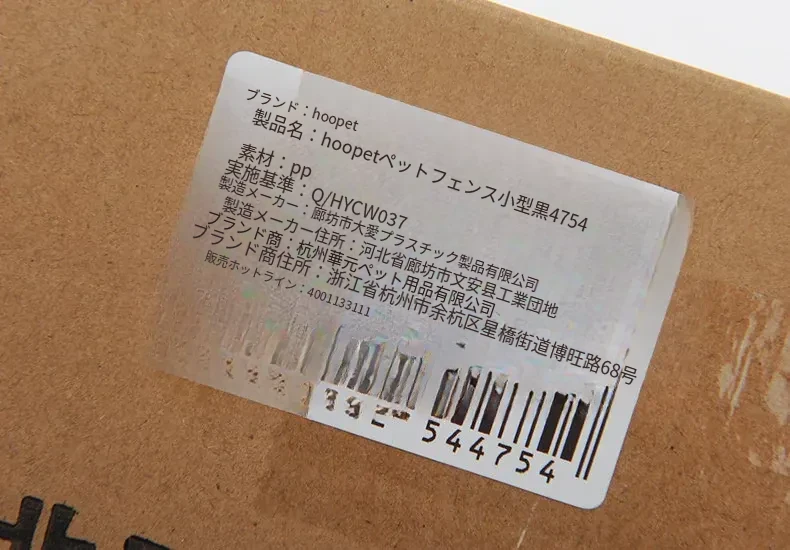 ブランド：hoopet
製品名：hoopetペットフェンス小型黒4754
素材：pp
実施基準：Q/HYCW037
製造メーカー：廊坊市大愛プラスチック製品有限公司
製造メーカー住所：河北省廊坊市文安县工業団地
ブランド商：杭州華元ペット用品有限公司
ブランド商住所：浙江省杭州市余杭区星橋街道博旺路68号
販売ホットライン：4001133111
544754